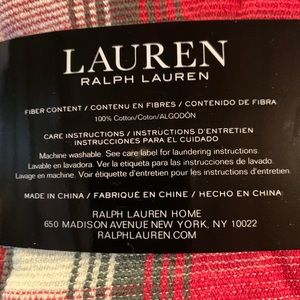 LAUREN
RALPH LAUREN
FIBER CONTENT / CONTENU EN FIBRES / CONTENIDO DE FIBRA
100% Cotton/Coton/ALGODÓN
CARE INSTRUCTIONS / INSTRUCTIONS D'ENTRETIEN
INSTRUCCIONES PARA EL CUIDADO
Machine washable. See care label for laundering instructions.
Lavable en lavadora. Ver la etiqueta para las instrucciones de lavado.
Lavage en machine. Voir étiquette d'entretien pour les instructions de lavage.
MADE IN CHINA / FABRIQUÉ EN CHINE / HECHO EN CHINA
RALPH LAUREN HOME
650 MADISON AVENUE NEW YORK, NY 10022
RALPHLAUREN.COM